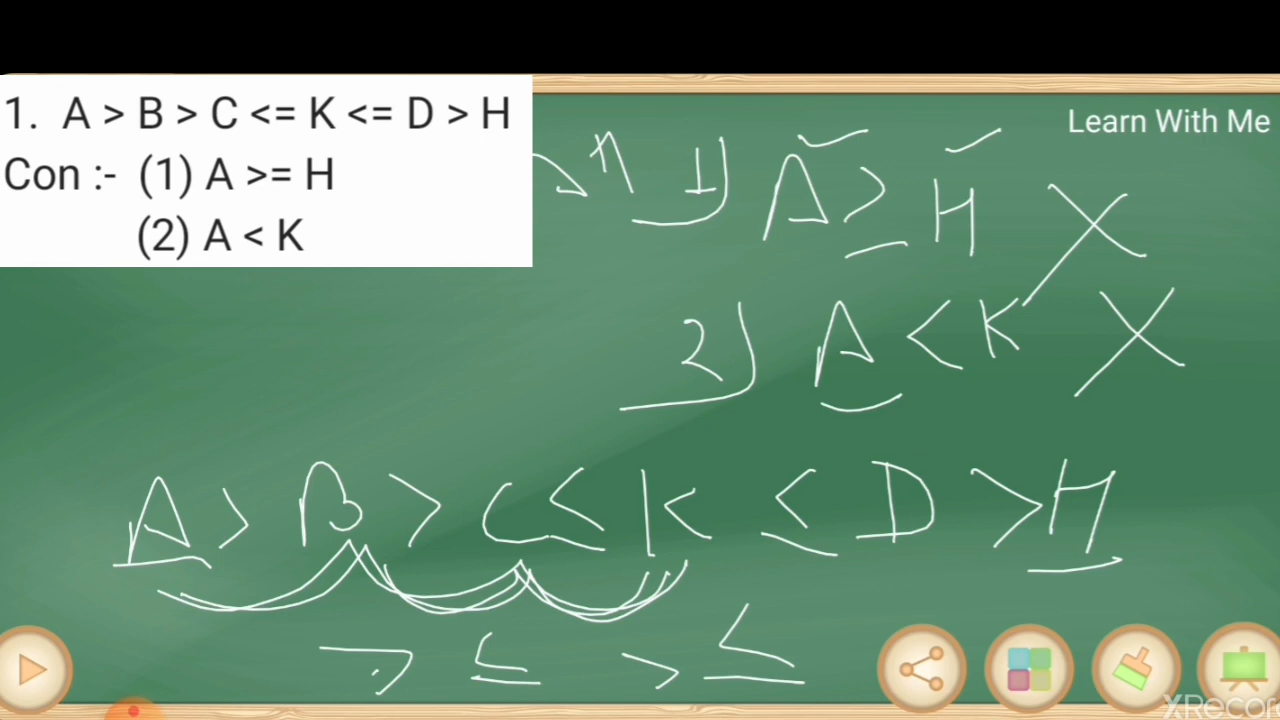 1. A > B > C <= K <= D > H
Con :- (1) A >= H
(2) A < K
Learn With Me
1) A ≥ H X
2) A < K X
A > B > C ≤ K ≤ D > H
> ≤ > ≤
XRecor